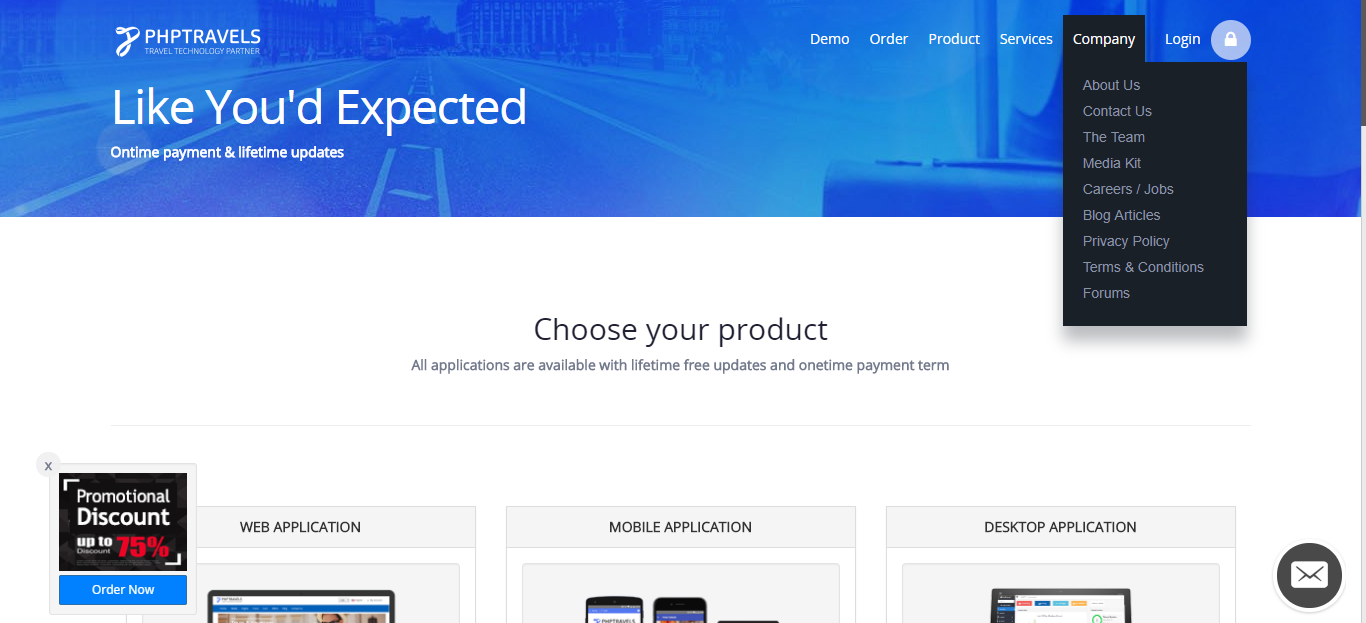 PHPTRAVELS
TRAVEL TECHNOLOGY PARTNER
Demo Order Product Services Company Login
Like You'd Expected
Ontime payment & lifetime updates
About Us
Contact Us
The Team
Media Kit
Careers / Jobs
Blog Articles
Privacy Policy
Terms & Conditions
Forums
Choose your product
All applications are available with lifetime free updates and onetime payment term
x
Promotional
Discount
up to 75%
Discount
Order Now
WEB APPLICATION
MOBILE APPLICATION
DESKTOP APPLICATION